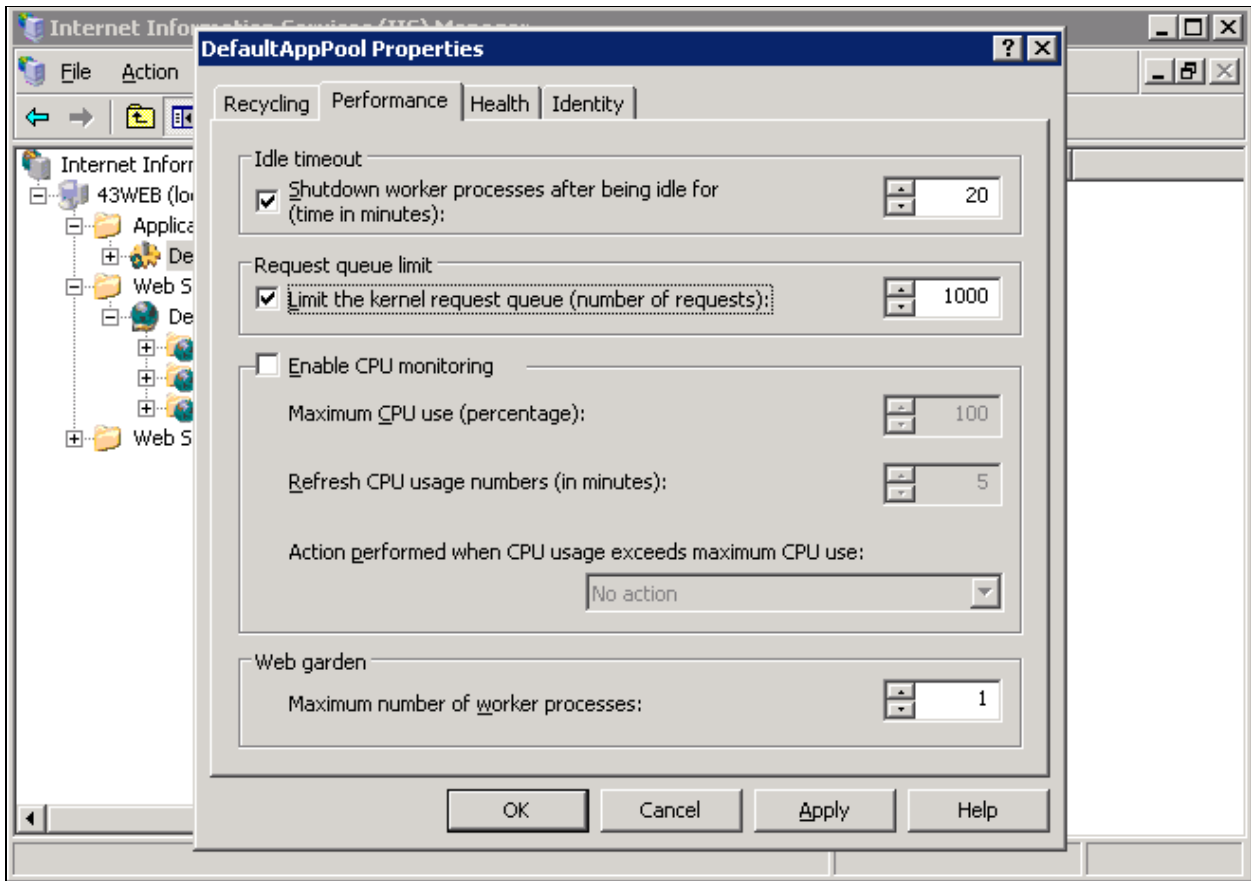 Internet Info
DefaultAppPool Properties
File Action
Recycling Performance Health Identity
Internet Inforr
43WEB (lo
Applica
De
Web S
De
Web S
Idle timeout
Shutdown worker processes after being idle for
(time in minutes):
20
Request queue limit
Limit the kernel request queue (number of requests):
1000
Enable CPU monitoring
Maximum CPU use (percentage):
100
Refresh CPU usage numbers (in minutes):
5
Action performed when CPU usage exceeds maximum CPU use:
No action
Web garden
Maximum number of worker processes:
1
OK Cancel Apply Help